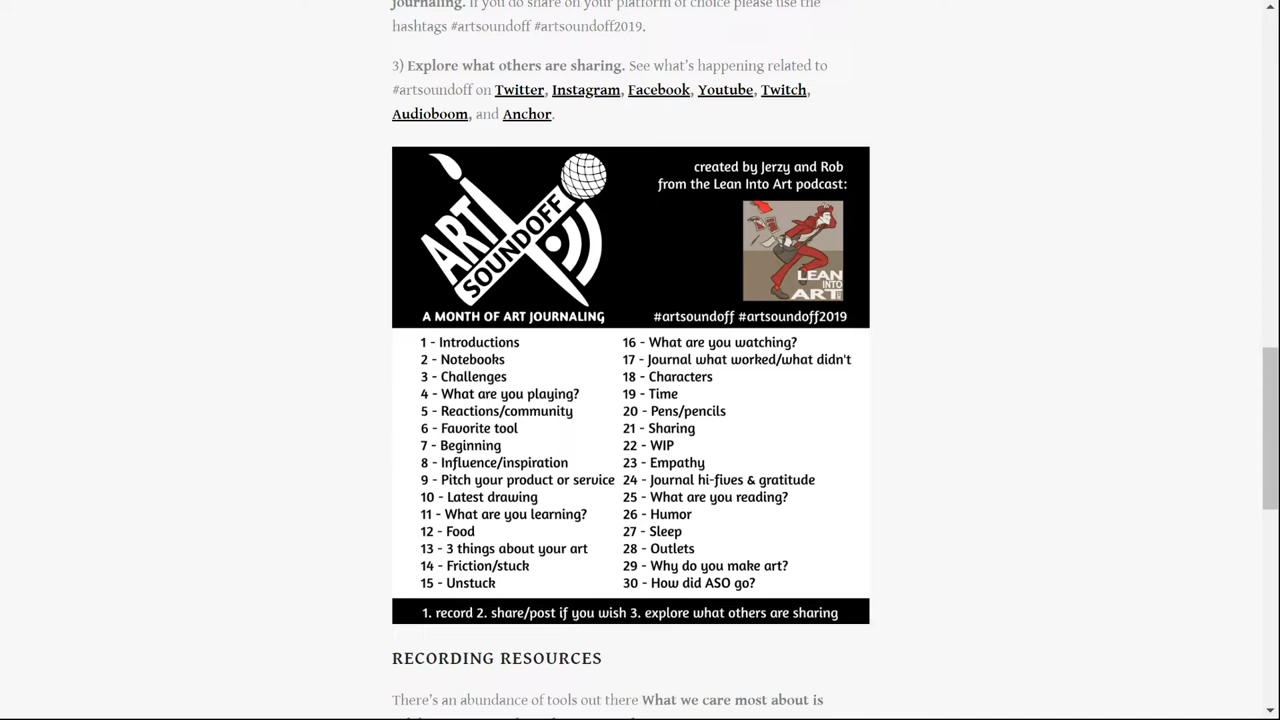 journaling. If you do share on your platform of choice please use the
hashtags #artsoundoff #artsoundoff2019.
3) Explore what others are sharing. See what's happening related to
#artsoundoff on Twitter, Instagram, Facebook, Youtube, Twitch,
Audioboom, and Anchor.
ART
SOUNDOFF
A MONTH OF ART JOURNALING
created by Jerzy and Rob
from the Lean Into Art podcast:
LEAN
INTO
ART
#artsoundoff #artsoundoff2019
1 - Introductions
2 - Notebooks
3 - Challenges
4 - What are you playing?
5 - Reactions/community
6 - Favorite tool
7 - Beginning
8 - Influence/inspiration
9 - Pitch your product or service
10 - Latest drawing
11 - What are you learning?
12 - Food
13 - 3 things about your art
14 - Friction/stuck
15 - Unstuck
16 - What are you watching?
17 - Journal what worked/what didn't
18 - Characters
19 - Time
20 - Pens/pencils
21 - Sharing
22 - WIP
23 - Empathy
24 - Journal hi-fives & gratitude
25 - What are you reading?
26 - Humor
27 - Sleep
28 - Outlets
29 - Why do you make art?
30 - How did ASO go?
1. record 2. share/post if you wish 3. explore what others are sharing
RECORDING RESOURCES
There's an abundance of tools out there What we care most about is